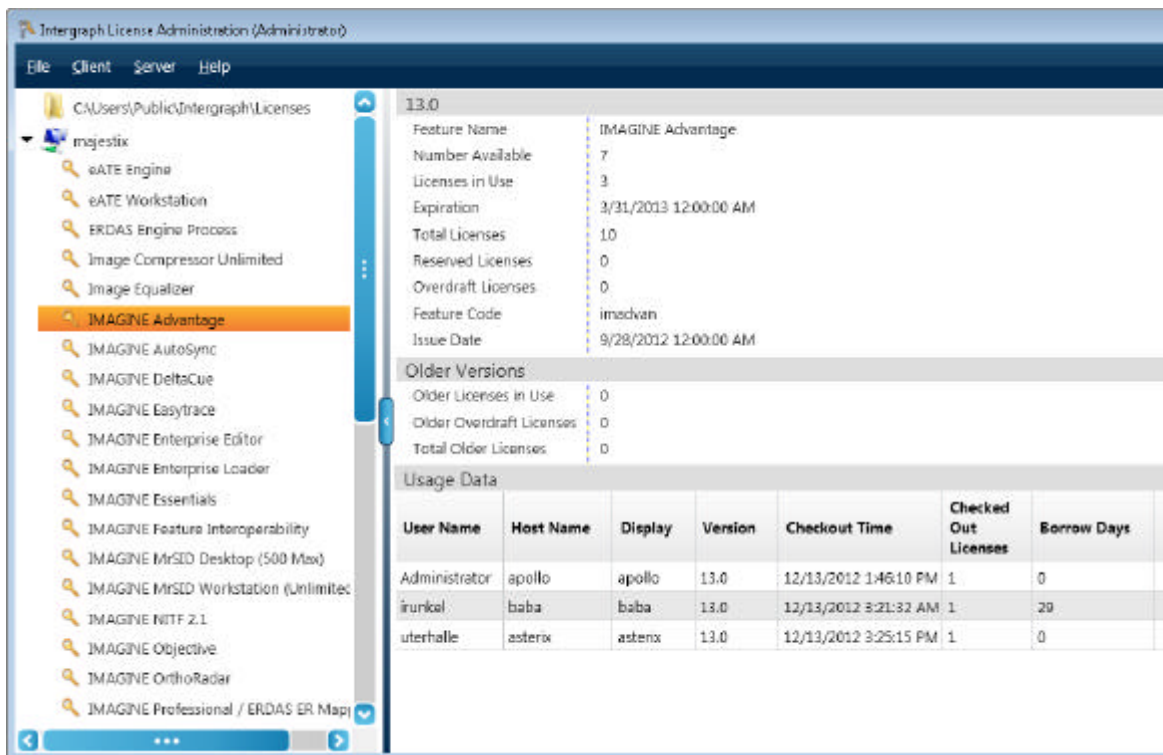 Intergraph License Administration (Administrator)
File Client Server Help
C:\Users\Public\Intergraph\Licenses
majestix
eATE Engine
eATE Workstation
ERDAS Engine Process
Image Compressor Unlimited
Image Equalizer
IMAGINE Advantage
IMAGINE AutoSync
IMAGINE DeltaCue
IMAGINE Easytrace
IMAGINE Enterprise Editor
IMAGINE Enterprise Loader
IMAGINE Essentials
IMAGINE Feature Interoperability
IMAGINE MrSID Desktop (500 Max)
IMAGINE MrSID Workstation (Unlimitec
IMAGINE NITF 2.1
IMAGINE Objective
IMAGINE OrthoRadar
IMAGINE Professional / ERDAS ER Mapp
13.0
Feature Name IMAGINE Advantage
Number Available 7
Licenses in Use 3
Expiration 3/31/2013 12:00:00 AM
Total Licenses 10
Reserved Licenses 0
Overdraft Licenses 0
Feature Code imadvan
Issue Date 9/28/2012 12:00:00 AM
Older Versions
Older Licenses in Use 0
Older Overdraft Licenses 0
Total Older Licenses 0
Usage Data
User Name Host Name Display Version Checkout Time Checked Out Licenses Borrow Days
Administrator apollo apollo 13.0 12/13/2012 1:46:10 PM 1 0
irunkel baba baba 13.0 12/13/2012 3:21:32 AM 1 29
uterhalle asterix asterix 13.0 12/13/2012 3:25:15 PM 1 0